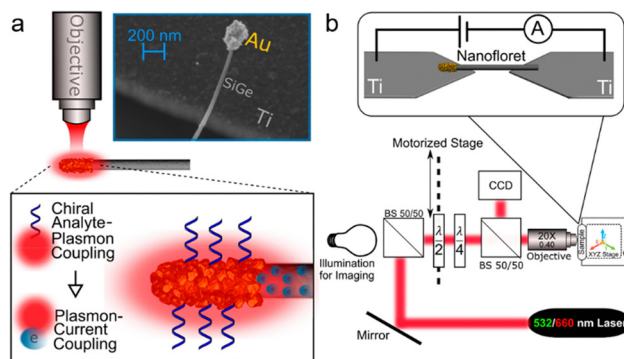 a
Objective
200 nm
Au
SiGe
Ti
Chiral
Analyte-
Plasmon
Coupling
Plasmon-
Current
Coupling
e
b
A
Nanofloret
Ti
Ti
Motorized Stage
CCD
BS 50/50
λ/2
λ/4
BS 50/50
20X
0.40
Objective
Sample
XYZ Stage
Illumination
for Imaging
Mirror
532/660 nm Laser